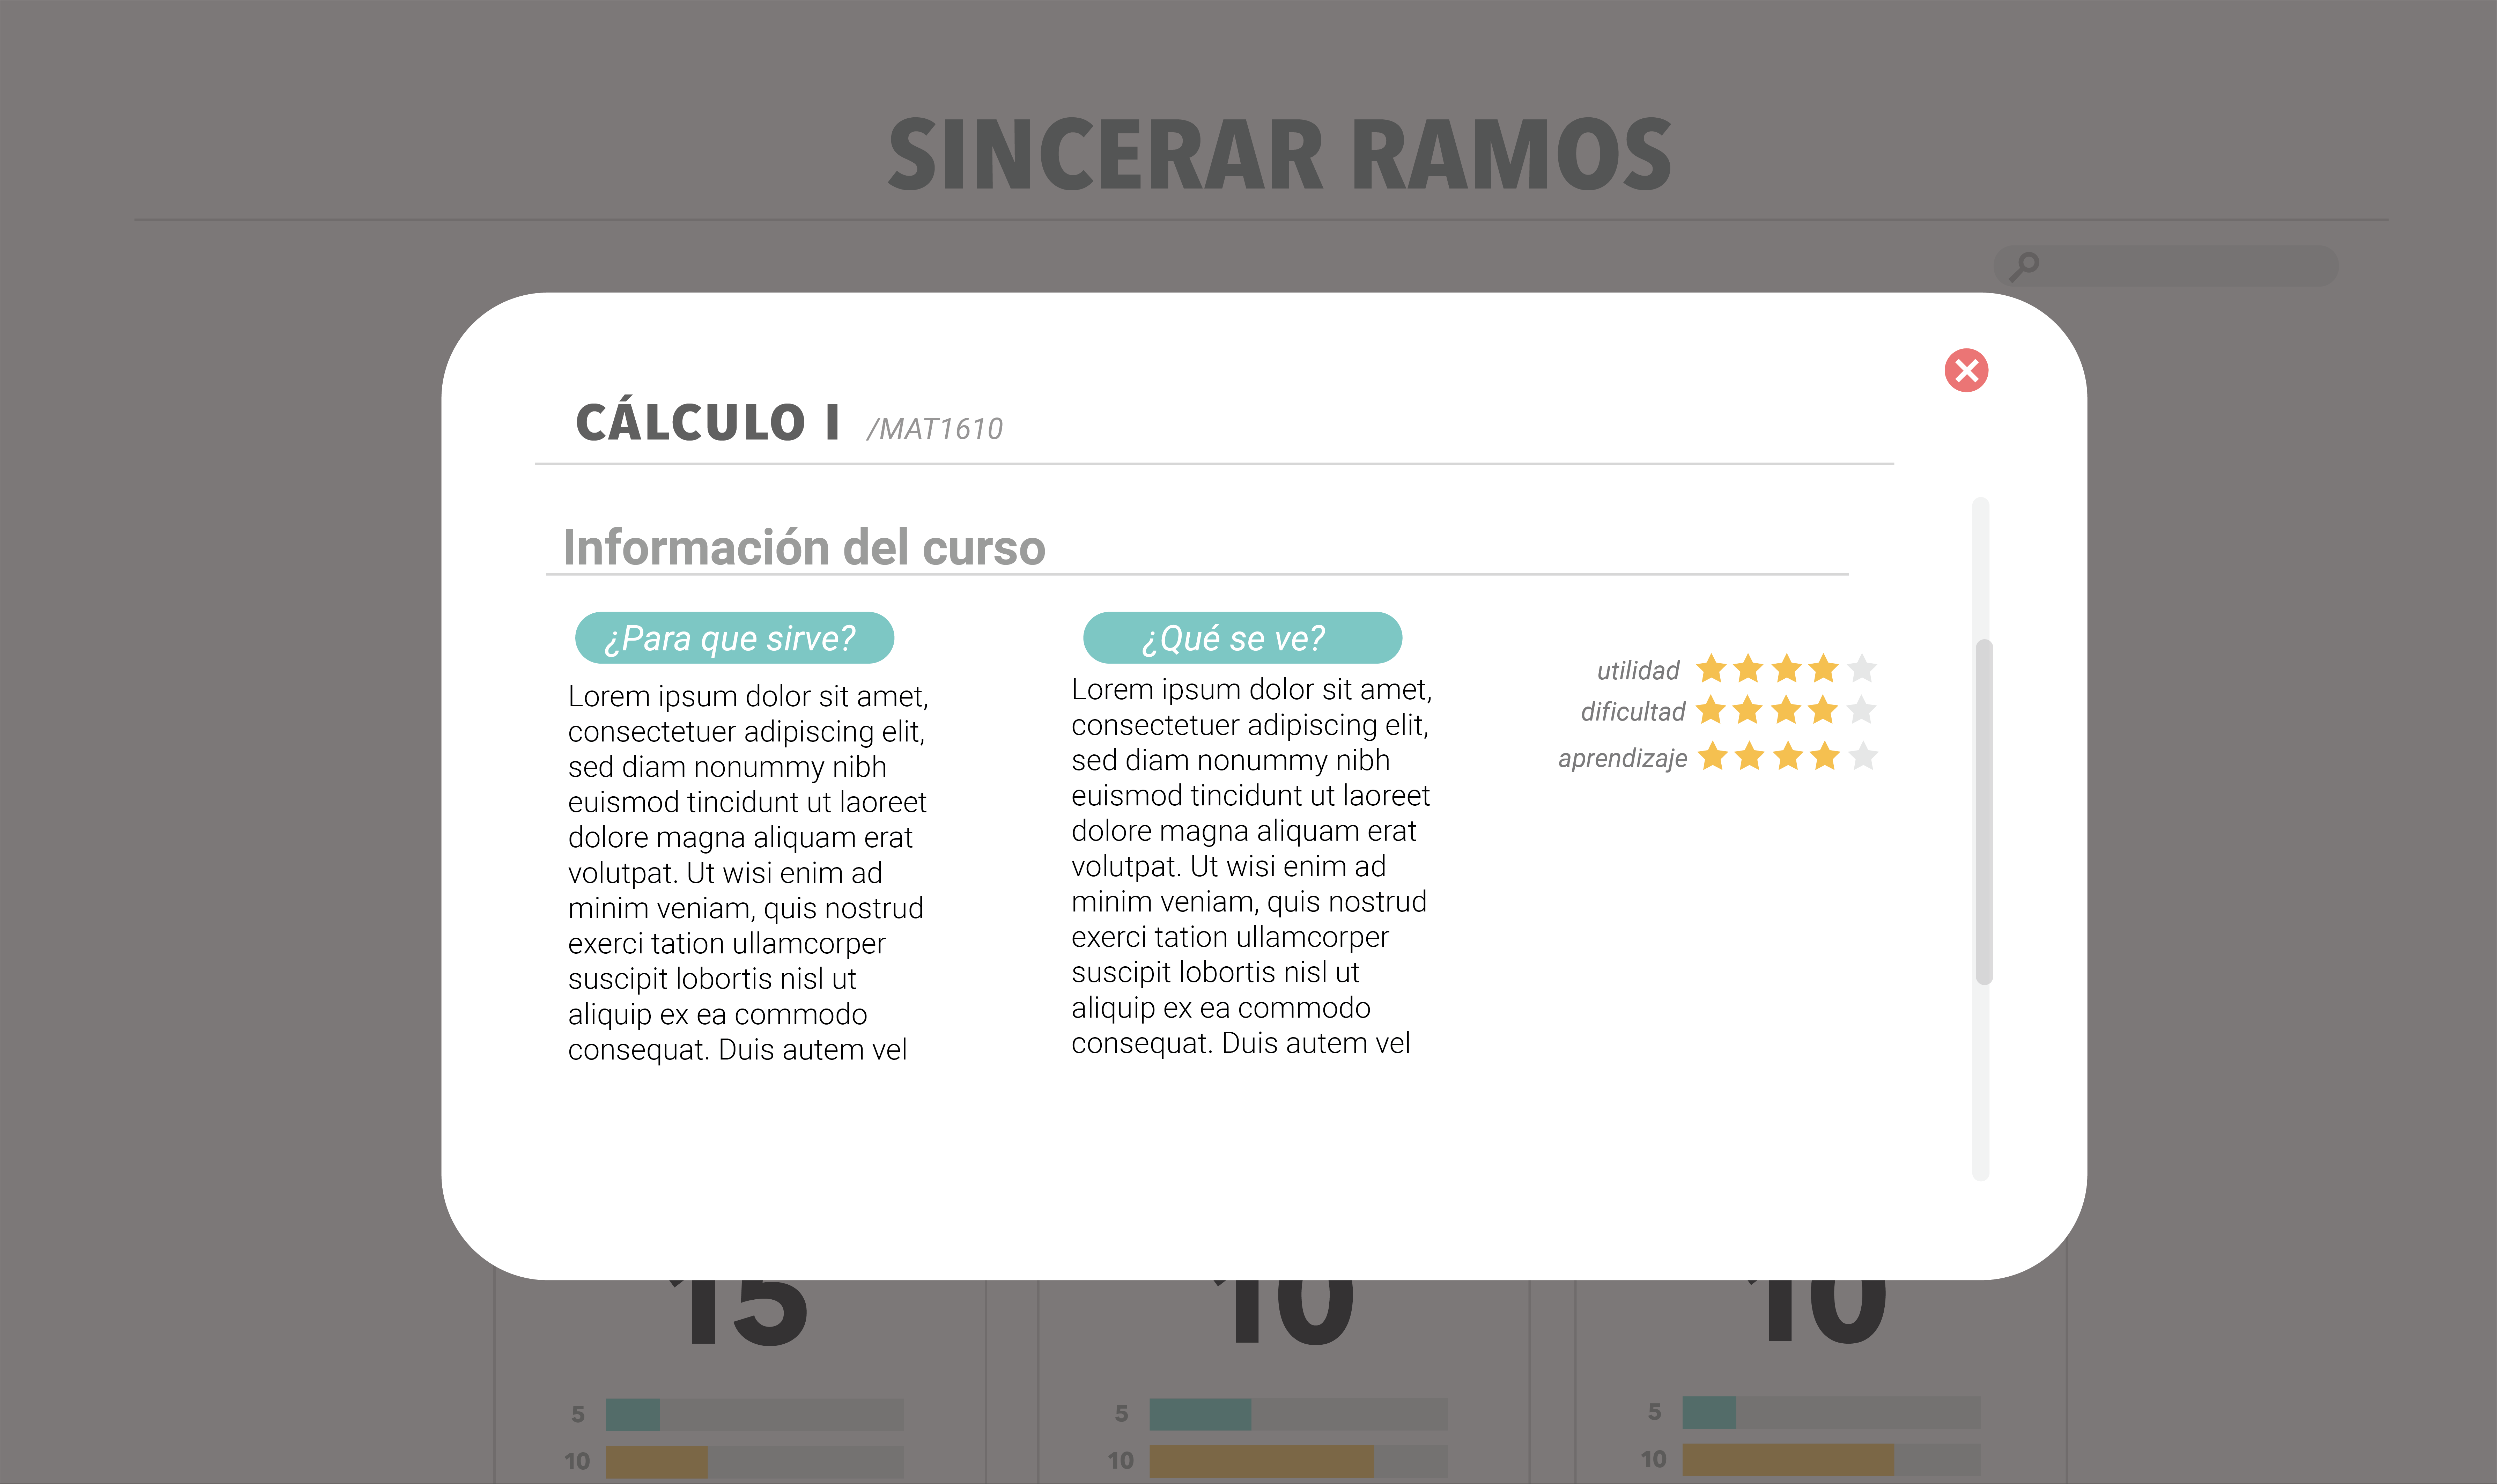 SINCERAR RAMOS
CÁLCULO I /MAT1610
Información del curso
¿Para que sirve?
Lorem ipsum dolor sit amet,
consectetuer adipiscing elit,
sed diam nonummy nibh
euismod tincidunt ut laoreet
dolore magna aliquam erat
volutpat. Ut wisi enim ad
minim veniam, quis nostrud
exerci tation ullamcorper
suscipit lobortis nisl ut
aliquip ex ea commodo
consequat. Duis autem vel
¿Qué se ve?
Lorem ipsum dolor sit amet,
consectetuer adipiscing elit,
sed diam nonummy nibh
euismod tincidunt ut laoreet
dolore magna aliquam erat
volutpat. Ut wisi enim ad
minim veniam, quis nostrud
exerci tation ullamcorper
suscipit lobortis nisl ut
aliquip ex ea commodo
consequat. Duis autem vel
utilidad
dificultad
aprendizaje
15
5
10
10
5
10
10
5
10